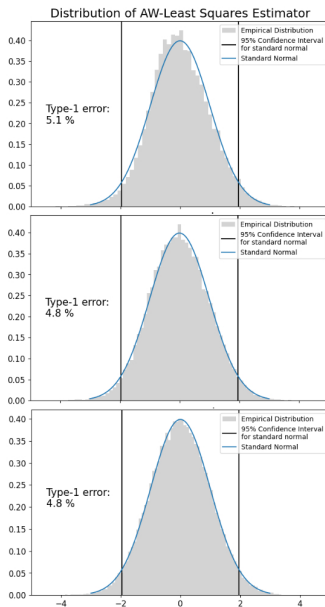 Distribution of AW-Least Squares Estimator
0.40
0.35
0.30
0.25
0.20
0.15
0.10
0.05
0.00
Type-1 error:
5.1 %
Empirical Distribution
95% Confidence Interval
for standard normal
Standard Normal
0.40
0.35
0.30
0.25
0.20
0.15
0.10
0.05
0.00
Type-1 error:
4.8 %
Empirical Distribution
95% Confidence Interval
for standard normal
Standard Normal
0.40
0.35
0.30
0.25
0.20
0.15
0.10
0.05
0.00
Type-1 error:
4.8 %
Empirical Distribution
95% Confidence Interval
for standard normal
Standard Normal
−4 −2 0 2 4